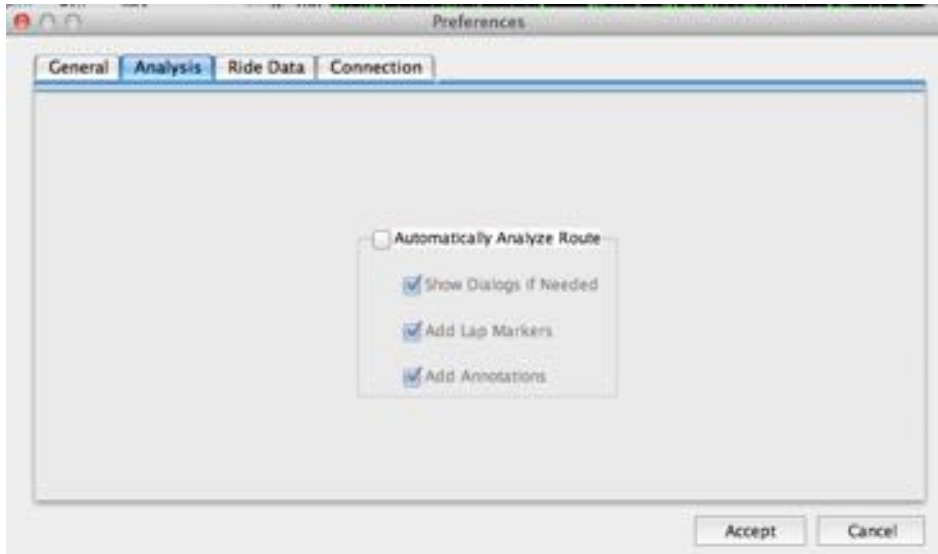 Preferences
General Analysis Ride Data Connection
Automatically Analyze Route
Show Dialogs if Needed
Add Lap Markers
Add Annotations
Accept Cancel